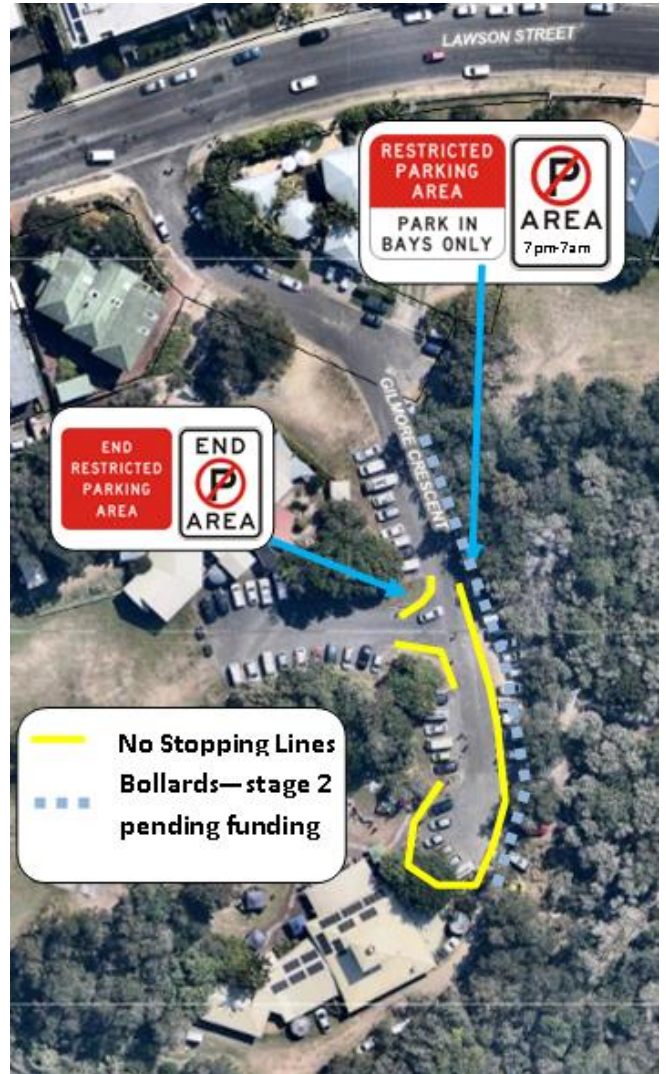 LAWSON STREET
RESTRICTED
PARKING
AREA
PARK IN
BAYS ONLY
P
AREA
7pm-7am
GILMORE CRESCENT
END
RESTRICTED
PARKING
AREA
END
P
AREA
No Stopping Lines
Bollards—stage 2
pending funding